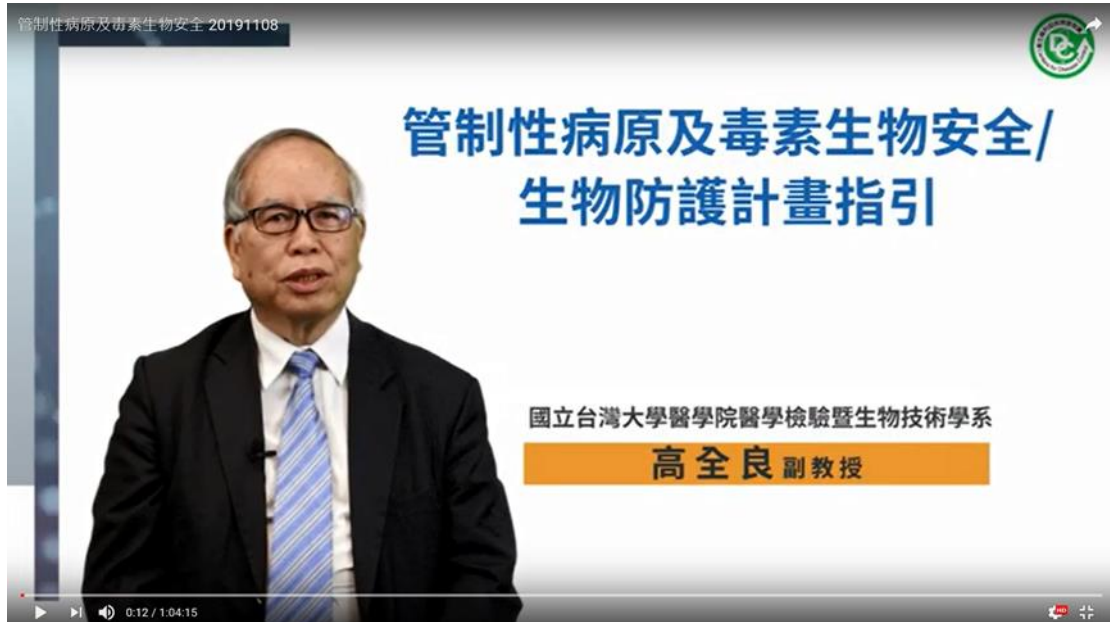 管制性病原及毒素生物安全 20191108
管制性病原及毒素生物安全/
生物防護計畫指引
國立台灣大學醫學院醫學檢驗暨生物技術學系
高全良 副教授
0:12 / 1:04:15
HD